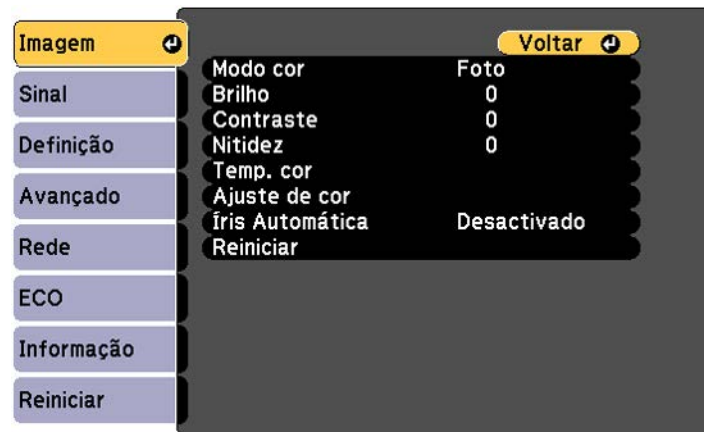 Imagem
Sinal
Definição
Avançado
Rede
ECO
Informação
Reiniciar
Voltar
Modo cor Foto
Brilho 0
Contraste 0
Nitidez 0
Temp. cor
Ajuste de cor
Íris Automática Desactivado
Reiniciar